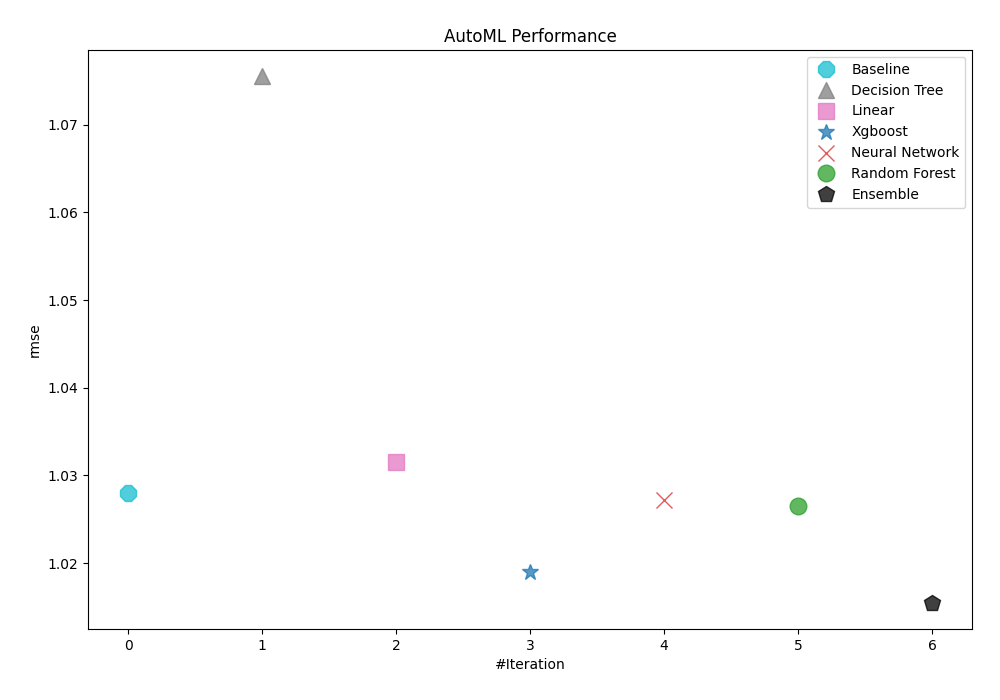 AutoML Performance
Baseline
Decision Tree
Linear
Xgboost
Neural Network
Random Forest
Ensemble
1.07
1.06
1.05
1.04
1.03
1.02
rmse
0 1 2 3 4 5 6
#Iteration